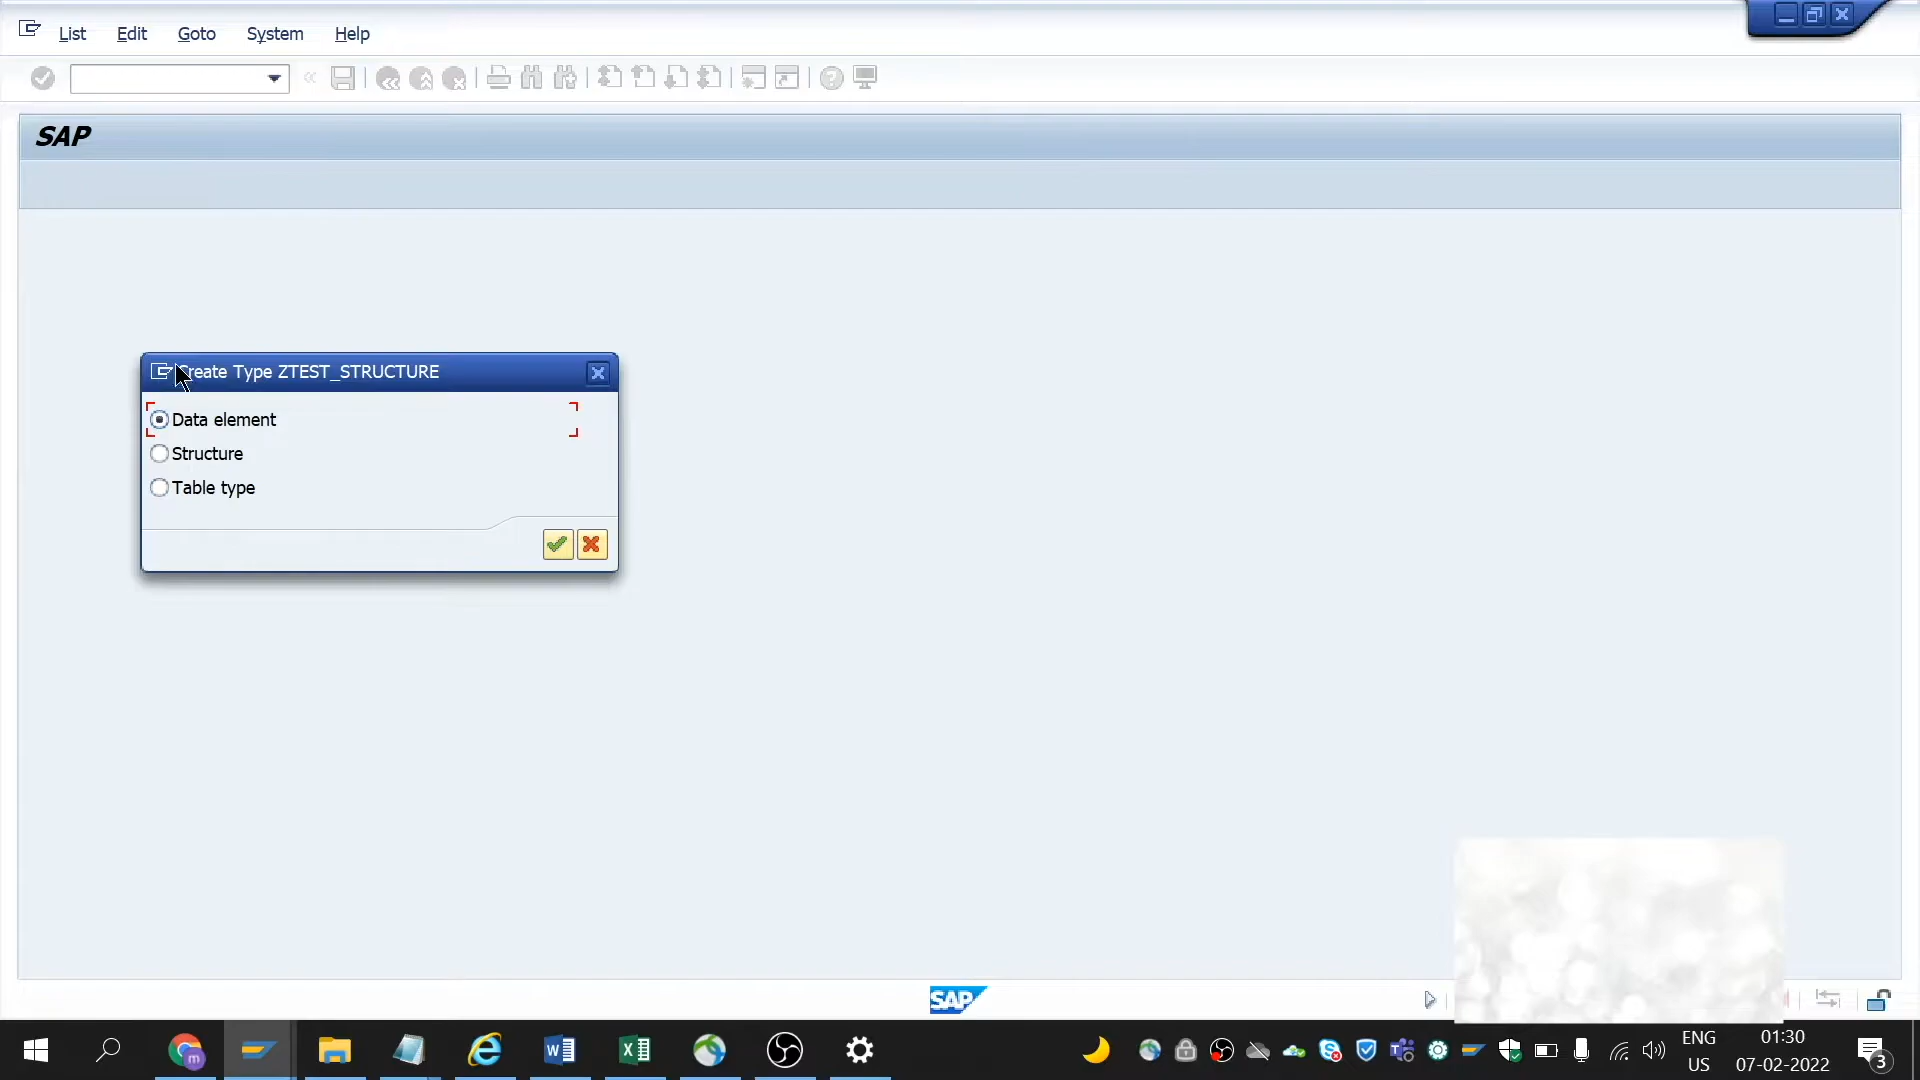 List Edit Goto System Help
SAP
Create Type ZTEST_STRUCTURE
Data element
Structure
Table type
SAP
ENG
US
01:30
07-02-2022
3